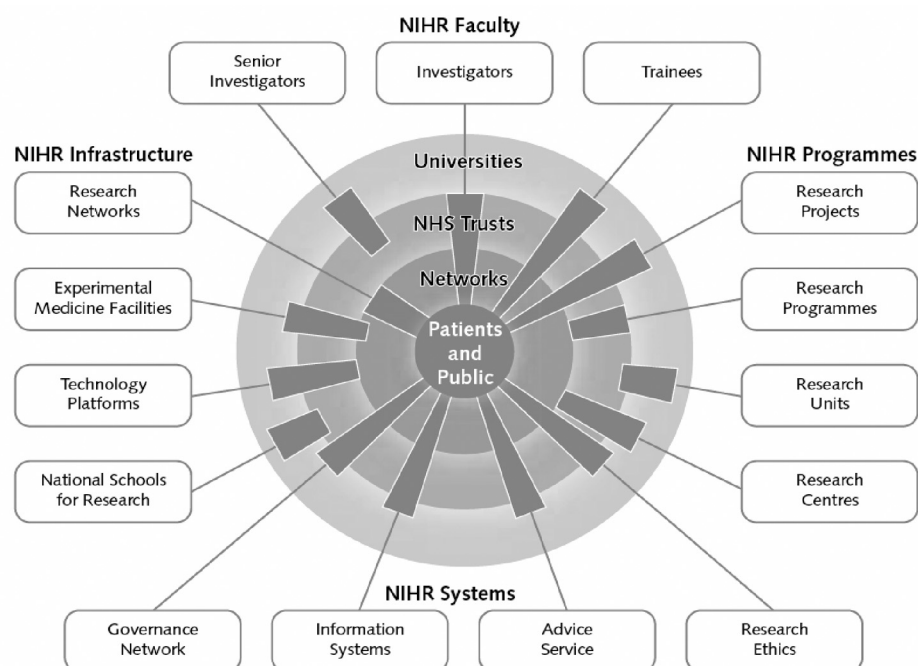 NIHR Faculty
Senior
Investigators
Investigators
Trainees
NIHR Infrastructure
Universities
NIHR Programmes
Research
Networks
NHS Trusts
Research
Projects
Networks
Experimental
Medicine Facilities
Research
Programmes
Patients
and
Public
Technology
Platforms
Research
Units
National Schools
for Research
Research
Centres
NIHR Systems
Governance
Network
Information
Systems
Advice
Service
Research
Ethics